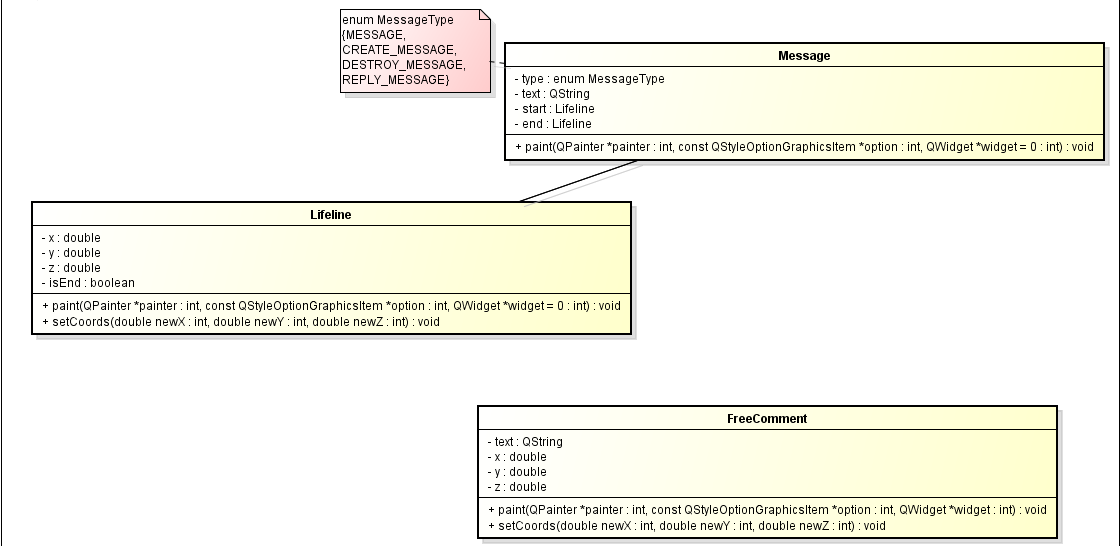 enum MessageType
{MESSAGE,
CREATE_MESSAGE,
DESTROY_MESSAGE,
REPLY_MESSAGE}
Message
- type : enum MessageType
- text : QString
- start : Lifeline
- end : Lifeline
+ paint(QPainter *painter : int, const QStyleOptionGraphicsItem *option : int, QWidget *widget = 0 : int) : void
Lifeline
- x : double
- y : double
- z : double
- isEnd : boolean
+ paint(QPainter *painter : int, const QStyleOptionGraphicsItem *option : int, QWidget *widget = 0 : int) : void
+ setCoords(double newX : int, double newY : int, double newZ : int) : void
FreeComment
- text : QString
- x : double
- y : double
- z : double
+ paint(QPainter *painter : int, const QStyleOptionGraphicsItem *option : int, QWidget *widget : int) : void
+ setCoords(double newX : int, double newY : int, double newZ : int) : void